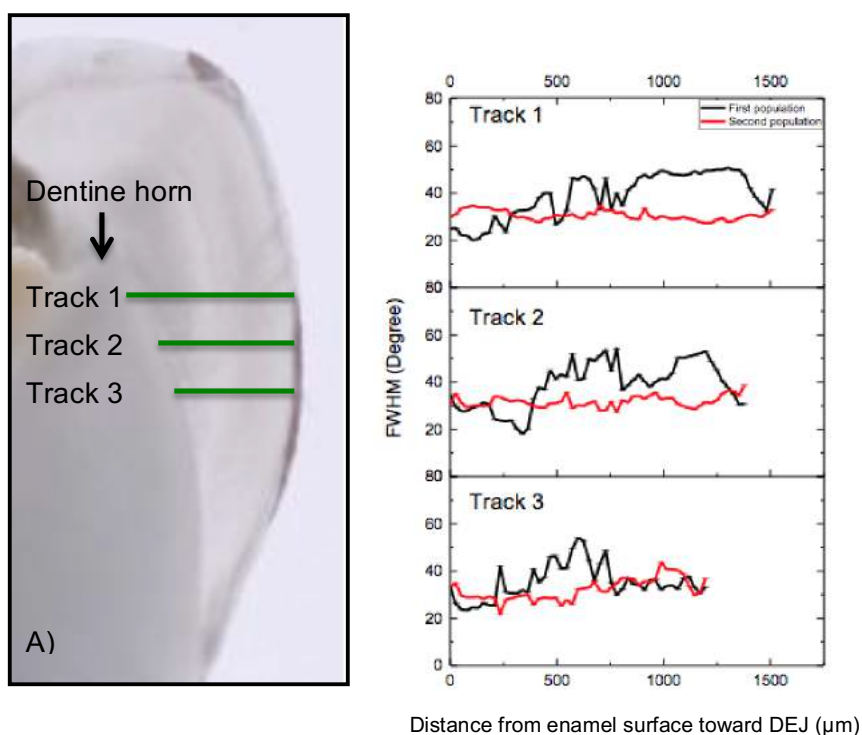 Dentine horn
Track 1
Track 2
Track 3
A)
0 500 1000 1500
80
60
40
20
80
60
40
20
80
60
40
20
0
Track 1
First population
Second population
Track 2
Track 3
FWHM (Degree)
0 500 1000 1500
Distance from enamel surface toward DEJ (µm)